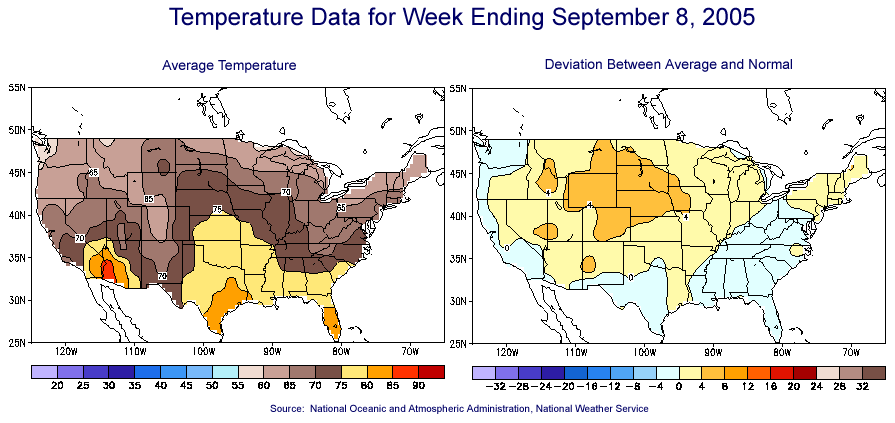 Temperature Data for Week Ending September 8, 2005
Average Temperature
Deviation Between Average and Normal
55N
50N
45N
40N
35N
30N
25N
120W 110W 100W 90W 80W 70W
65
85
75
70
65
70
70
20 25 30 35 40 45 50 55 60 65 70 75 80 85 90
55N
50N
45N
40N
35N
30N
25N
120W 110W 100W 90W 80W 70W
4
4
4
0
4
0
-32 -28 -24 -20 -16 -12 -8 -4 0 4 8 12 16 20 24 28 32
Source: National Oceanic and Atmospheric Administration, National Weather Service